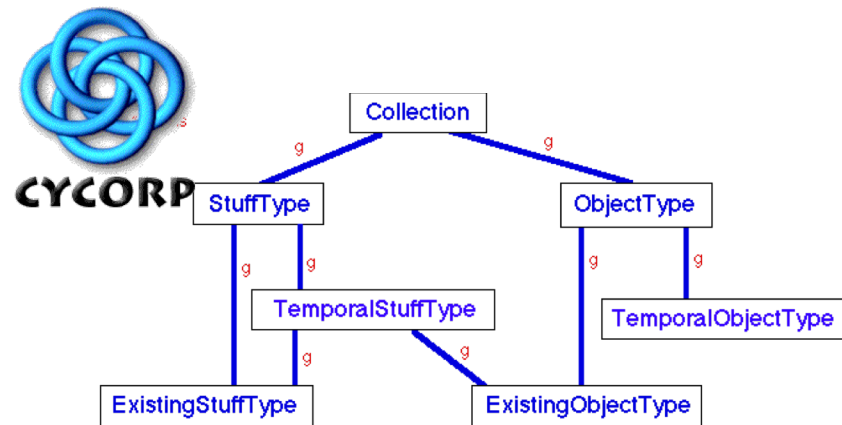 Collection
g
g
s
CYCORP
StuffType
ObjectType
g
g
g
g
TemporalStuffType
TemporalObjectType
g
g
ExistingStuffType
ExistingObjectType